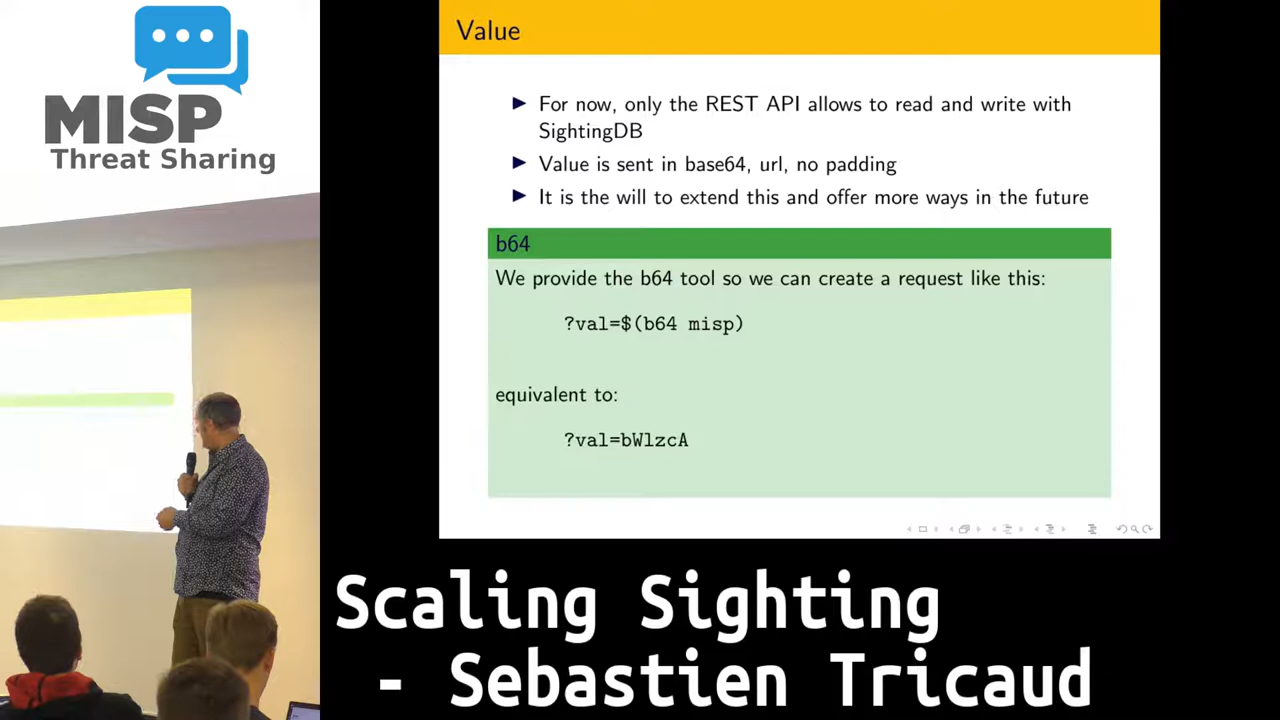 MISP
Threat Sharing
Value
► For now, only the REST API allows to read and write with
SightingDB
► Value is sent in base64, url, no padding
► It is the will to extend this and offer more ways in the future
b64
We provide the b64 tool so we can create a request like this:
?val=$(b64 misp)
equivalent to:
?val=bWlzcA
Scaling Sighting
- Sebastien Tricaud